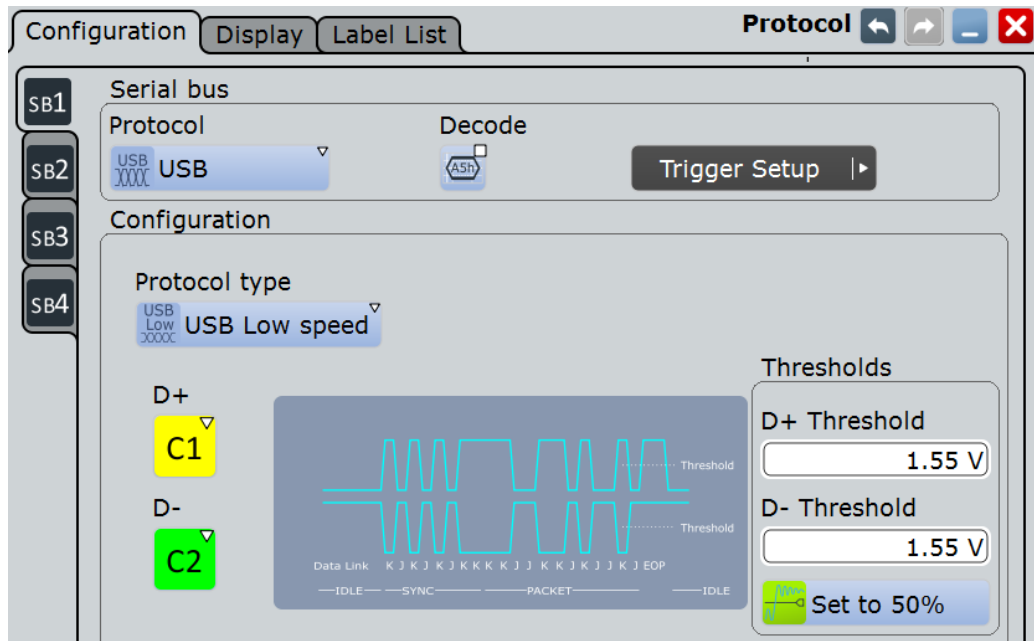 Configuration Display Label List Protocol
SB1
SB2
SB3
SB4
Serial bus
Protocol Decode
USB USB A5h Trigger Setup
Configuration
Protocol type
USB Low USB Low speed
D+
C1
D-
C2
Threshold
Threshold
Data Link K J K J K J K K K K J J K K J K J J K J EOP
IDLE SYNC PACKET IDLE
Thresholds
D+ Threshold
1.55 V
D- Threshold
1.55 V
Set to 50%